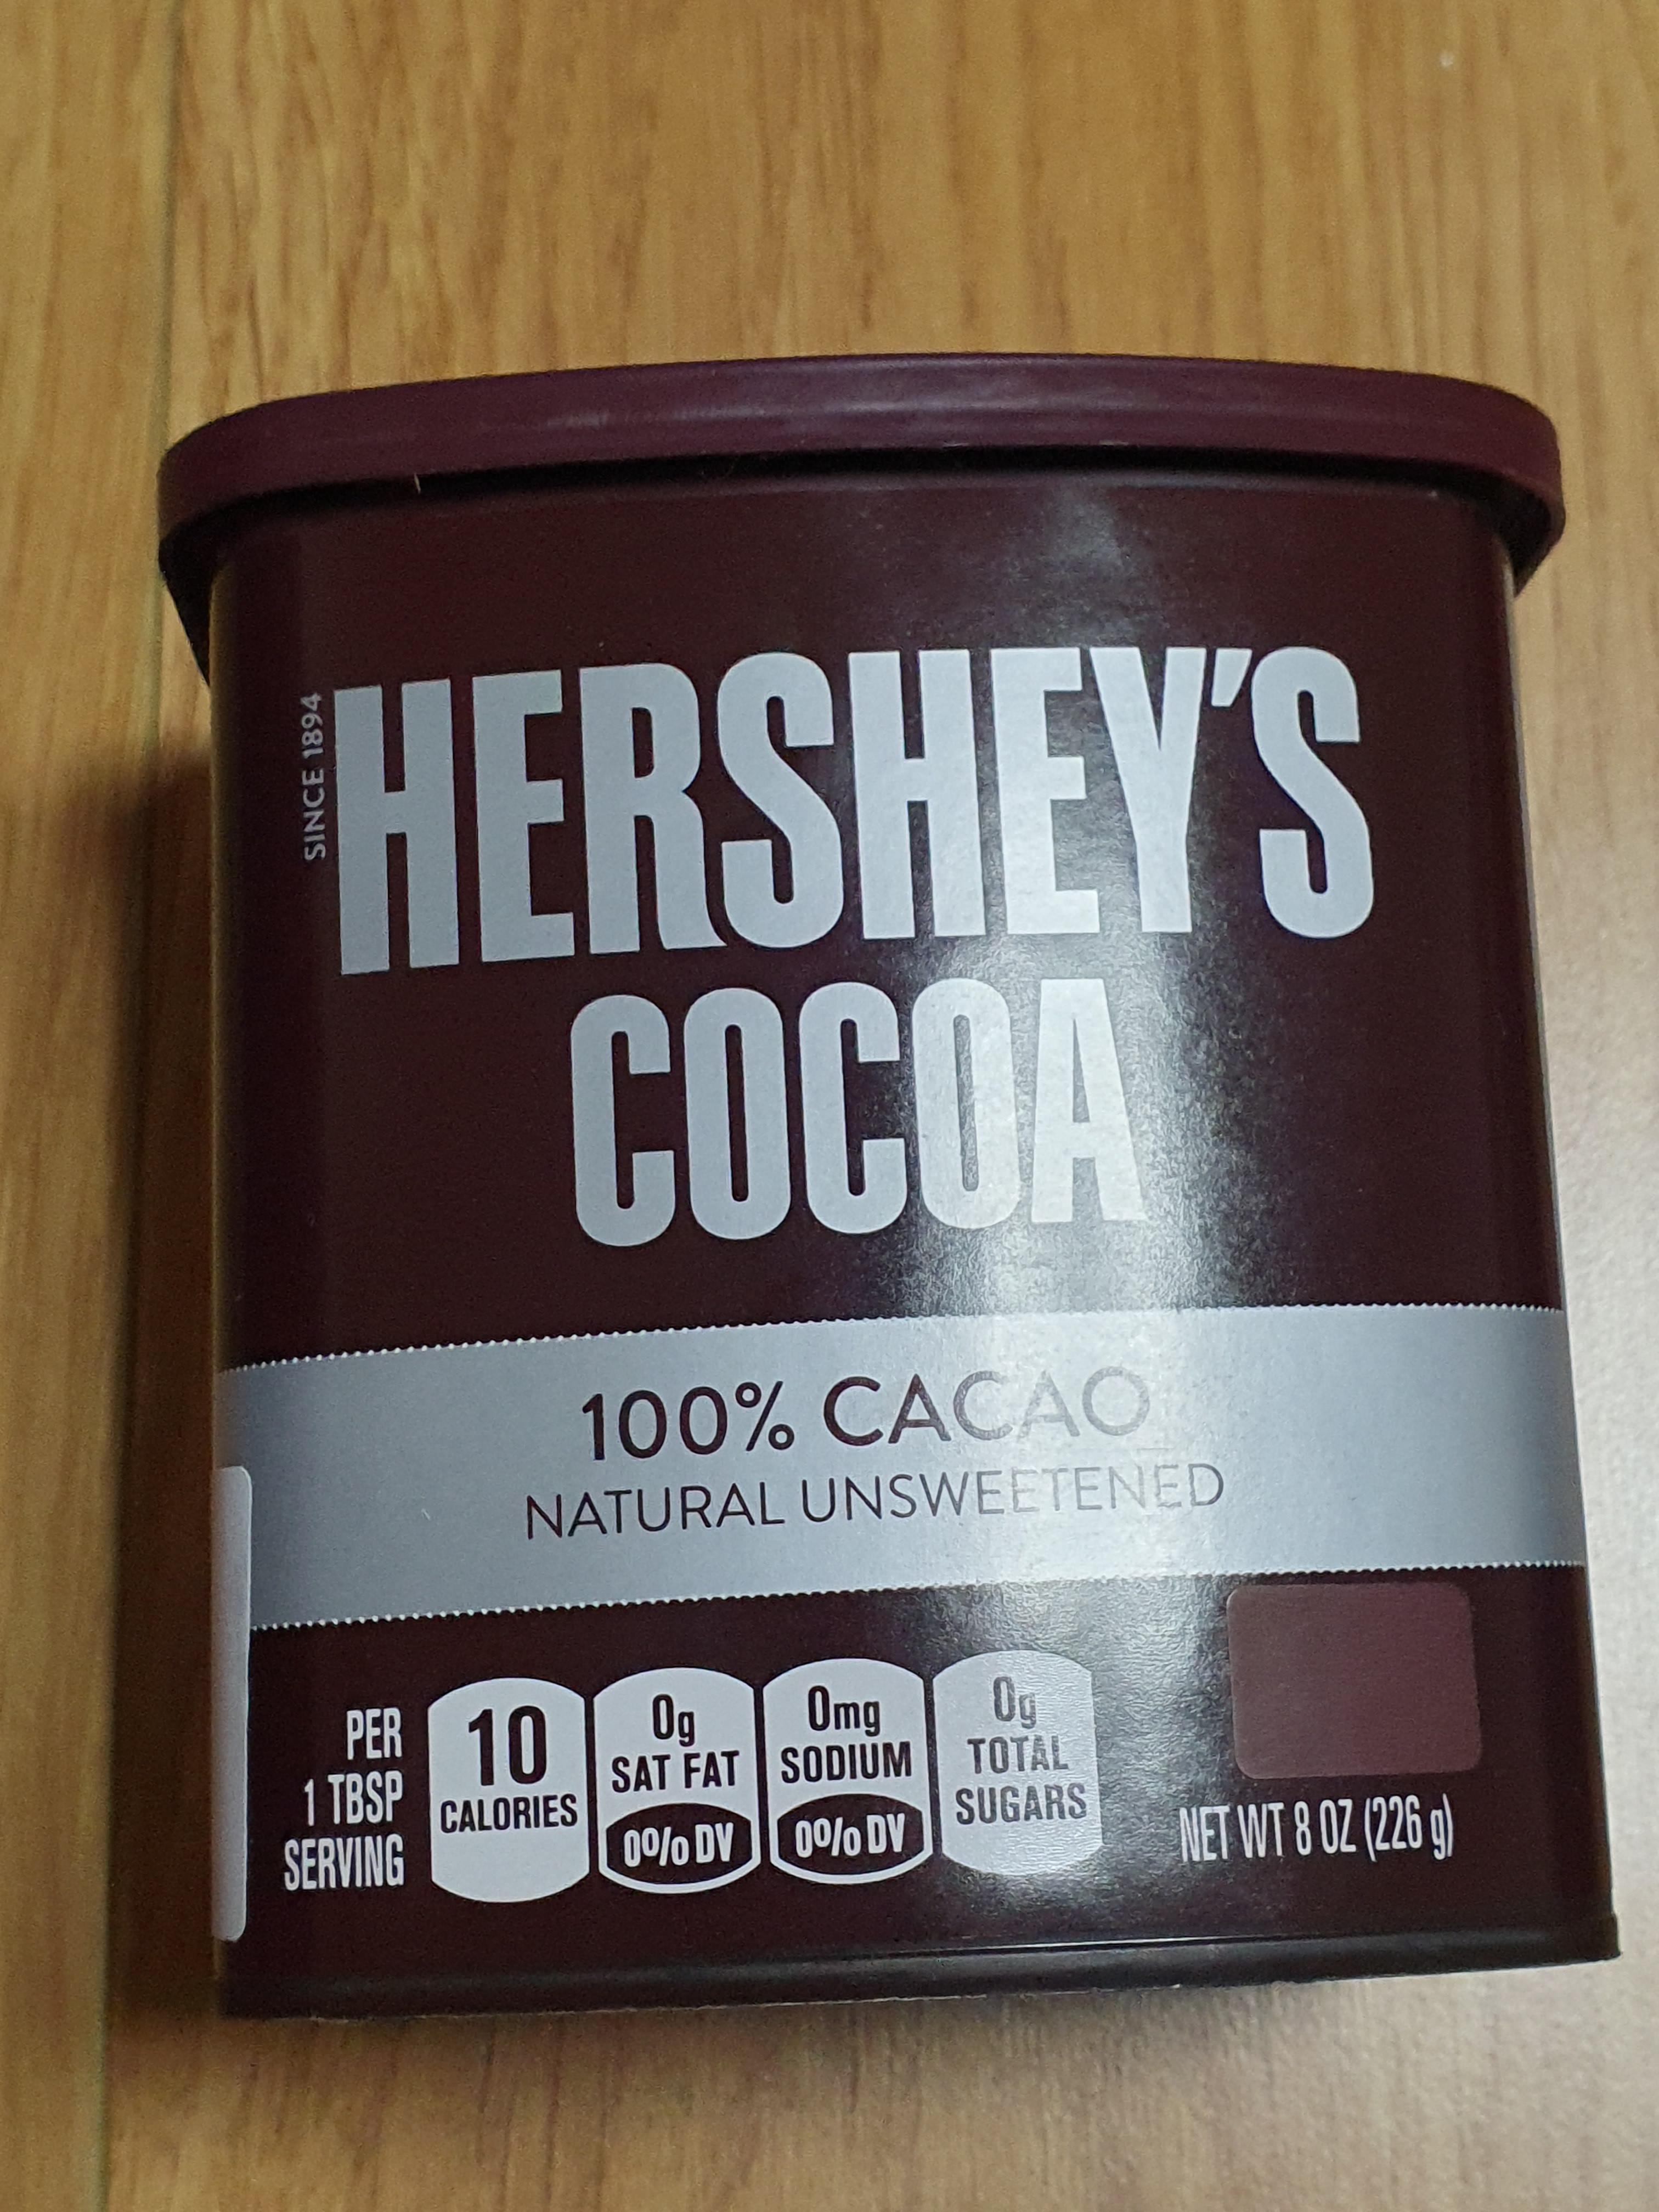 SINCE 1894
HERSHEY'S
COCOA
100% CACAO
NATURAL UNSWEETENED
PER
1 TBSP
SERVING
10
CALORIES
0g
SAT FAT
0% DV
0mg
SODIUM
0% DV
0g
TOTAL
SUGARS
NET WT 8 OZ (226 g)